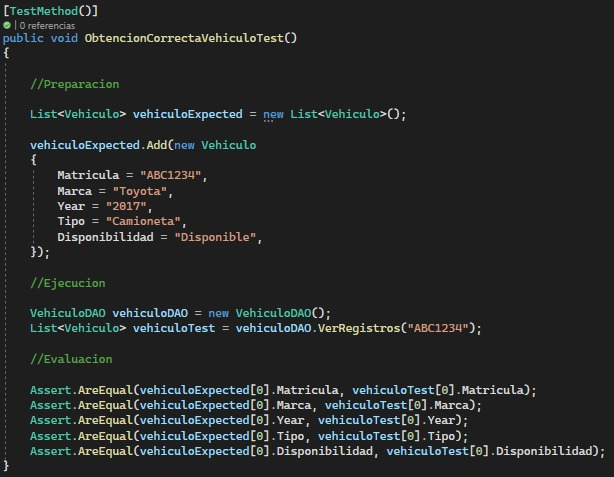 [TestMethod()]
| 0 referencias
public void ObtencionCorrectaVehiculoTest()
{
//Preparacion
List<Vehiculo> vehiculoExpected = new List<Vehiculo>();
vehiculoExpected.Add(new Vehiculo
{
Matricula = "ABC1234",
Marca = "Toyota",
Year = "2017",
Tipo = "Camioneta",
Disponibilidad = "Disponible",
});
//Ejecucion
VehiculoDAO vehiculoDAO = new VehiculoDAO();
List<Vehiculo> vehiculoTest = vehiculoDAO.VerRegistros("ABC1234");
//Evaluacion
Assert.AreEqual(vehiculoExpected[0].Matricula, vehiculoTest[0].Matricula);
Assert.AreEqual(vehiculoExpected[0].Marca, vehiculoTest[0].Marca);
Assert.AreEqual(vehiculoExpected[0].Year, vehiculoTest[0].Year);
Assert.AreEqual(vehiculoExpected[0].Tipo, vehiculoTest[0].Tipo);
Assert.AreEqual(vehiculoExpected[0].Disponibilidad, vehiculoTest[0].Disponibilidad);
}